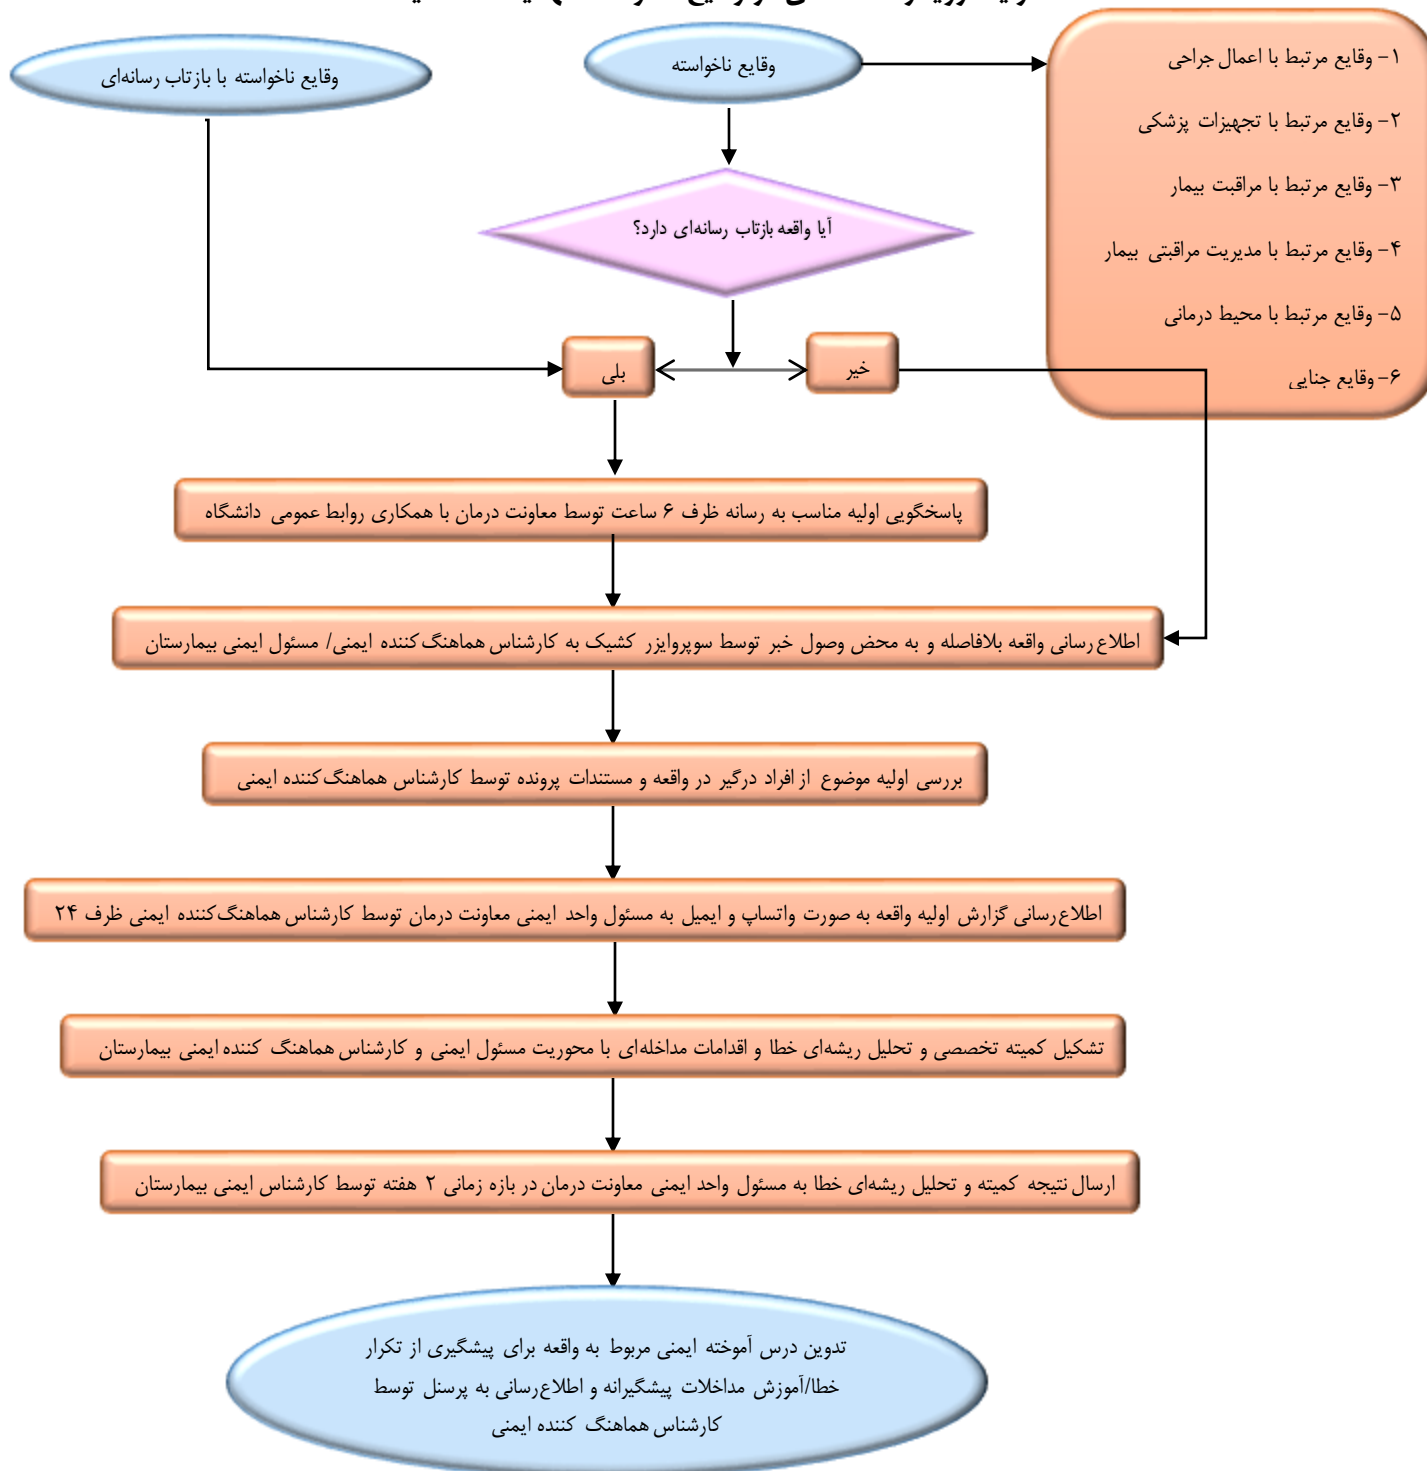 وقایع ناخواسته با بازتاب رسانه‌ای
وقایع ناخواسته
۱- وقایع مرتبط با اعمال جراحی
۲- وقایع مرتبط با تجهیزات پزشکی
۳- وقایع مرتبط با مراقبت بیمار
۴- وقایع مرتبط با مدیریت مراقبتی بیمار
۵- وقایع مرتبط با محیط درمانی
۶- وقایع جنایی
آیا واقعه بازتاب رسانه‌ای دارد؟
خیر
بلی
پاسخگویی اولیه مناسب به رسانه ظرف ۶ ساعت توسط معاونت درمان با همکاری روابط عمومی دانشگاه
اطلاع رسانی واقعه بلافاصله و به محض وصول خبر توسط سوپروایزر کشیک به کارشناس هماهنگ‌کننده ایمنی/ مسئول ایمنی بیمارستان
بررسی اولیه موضوع از افراد درگیر در واقعه و مستندات پرونده توسط کارشناس هماهنگ‌کننده ایمنی
اطلاع‌رسانی گزارش اولیه واقعه به صورت واتساپ و ایمیل به مسئول واحد ایمنی معاونت درمان توسط کارشناس هماهنگ‌کننده ایمنی ظرف ۲۴
تشکیل کمیته تخصصی و تحلیل ریشه‌ای خطا و اقدامات مداخله‌ای با محوریت مسئول ایمنی و کارشناس هماهنگ کننده ایمنی بیمارستان
ارسال نتیجه کمیته و تحلیل ریشه‌ای خطا به مسئول واحد ایمنی معاونت درمان در بازه زمانی ۲ هفته توسط کارشناس ایمنی بیمارستان
تدوین درس آموخته ایمنی مربوط به واقعه برای پیشگیری از تکرار
خطا/آموزش مداخلات پیشگیرانه و اطلاع‌رسانی به پرسنل توسط
کارشناس هماهنگ کننده ایمنی